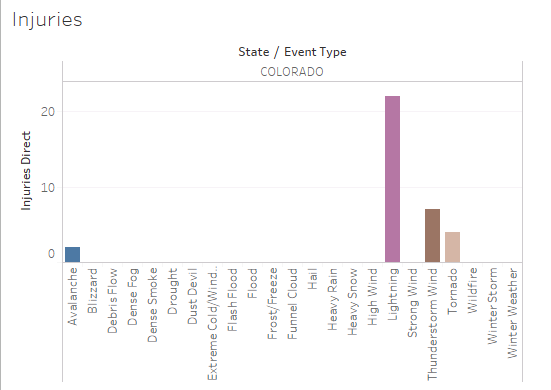 Injuries
State / Event Type
COLORADO
Injuries Direct
20
10
0
Avalanche
Blizzard
Debris Flow
Dense Fog
Dense Smoke
Drought
Dust Devil
Extreme Cold/Wind..
Flash Flood
Flood
Frost/Freeze
Funnel Cloud
Hail
Heavy Rain
Heavy Snow
High Wind
Lightning
Strong Wind
Thunderstorm Wind
Tornado
Wildfire
Winter Storm
Winter Weather